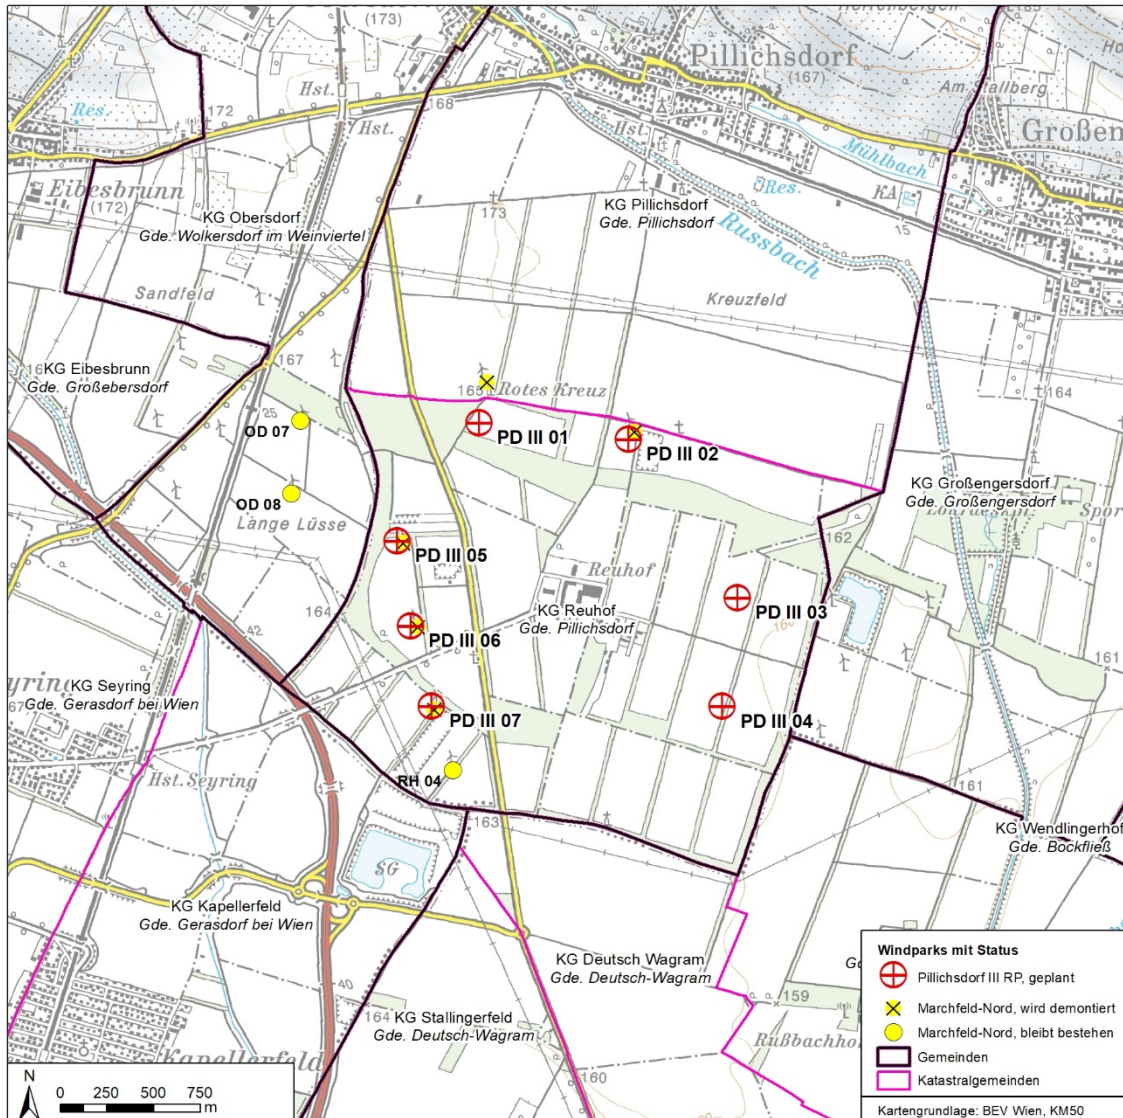 (173)
Hst.
172
168
Res.
Hst.
Pillichsdorf
(167)
Am Stallberg
Hst.
Mühlbach
Res.
KA
Eibesbrunn
(172)
KG Obersdorf
Gde. Wolkersdorf im Weinviertel
173
KG Pillichsdorf
Gde. Pillichsdorf
Russbach
15
Sandfeld
Kreuzfeld
167
KG Eibesbrunn
Gde. Großebersdorf
164
165
Rotes Kreuz
25
OD 07
PD III 01
PD III 02
OD 08
Lange Lüsse
KG Großengersdorf
Gde. Großengersdorf
162
PD III 05
Reuhof
PD III 03
160
164
KG Reuhof
Gde. Pillichsdorf
PD III 06
42
161
KG Seyring
Gde. Gerasdorf bei Wien
PD III 07
PD III 04
Hst. Seyring
RH 04
161
163
KG Wendlingerhof
Gde. Bockfließ
SG
KG Kapellerfeld
Gde. Gerasdorf bei Wien
KG Deutsch Wagram
Gde. Deutsch-Wagram
40
159
164
KG Stallingerfeld
Gde. Deutsch-Wagram
Kapellerfeld
160
Windparks mit Status
Pillichsdorf III RP, geplant
Marchfeld-Nord, wird demontiert
Marchfeld-Nord, bleibt bestehen
Gemeinden
Katastralgemeinden
Kartengrundlage: BEV Wien, KM50
N
0 250 500 750
m